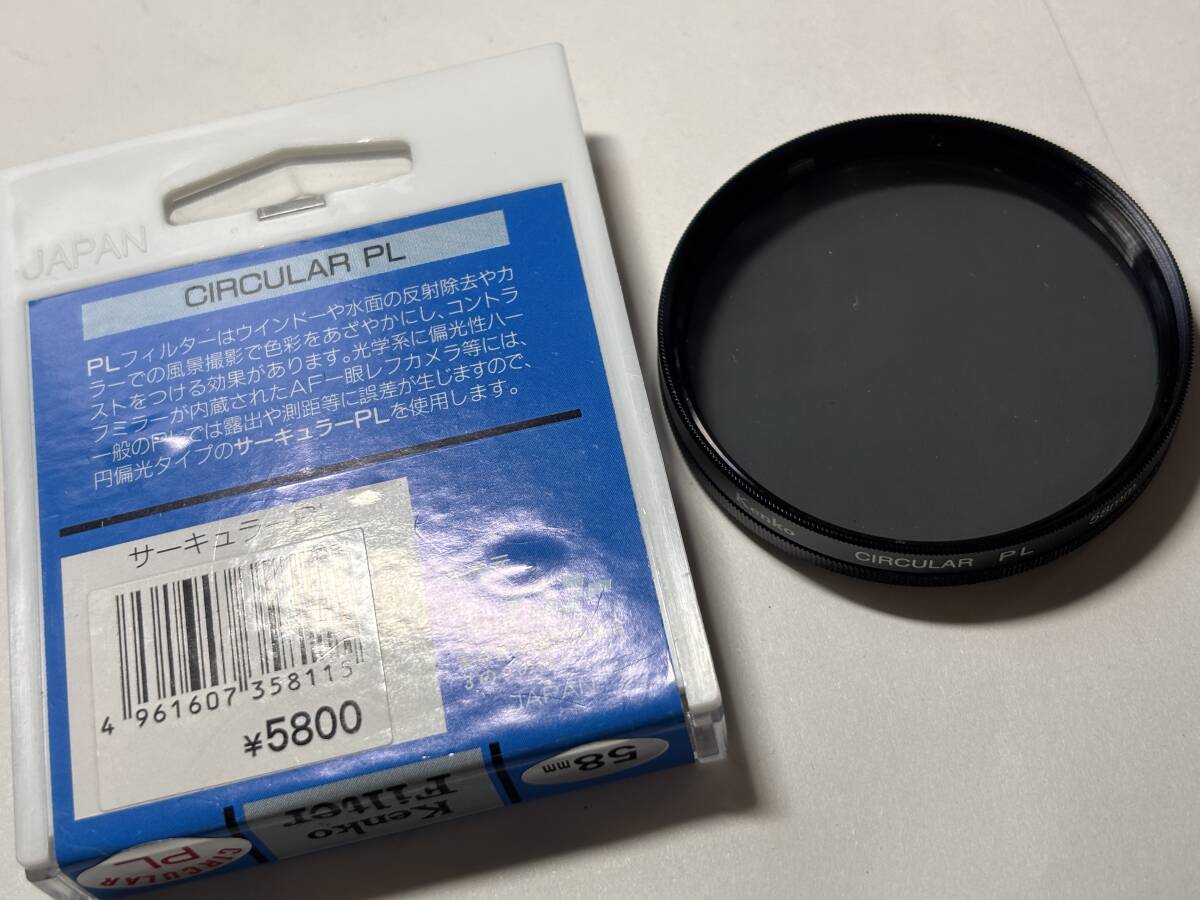 JAPAN
CIRCULAR PL
PLフィルターはウインドーや水面の反射除去やカ
ラーでの風景撮影で色彩をあざやかにし、コントラ
ストをつける効果があります。光学系に偏光性ハー
フミラーが内蔵されたAF一眼レフカメラ等には、
一般のPLでは露出や測距等に誤差が生じますので、
円偏光タイプのサーキュラーPLを使用します。
サーキュラー
4 961607 358115
¥5800
JAPAN
58mm
Kenko
Filter
CIRCULAR
PL
Kenko CIRCULAR PL 58mm